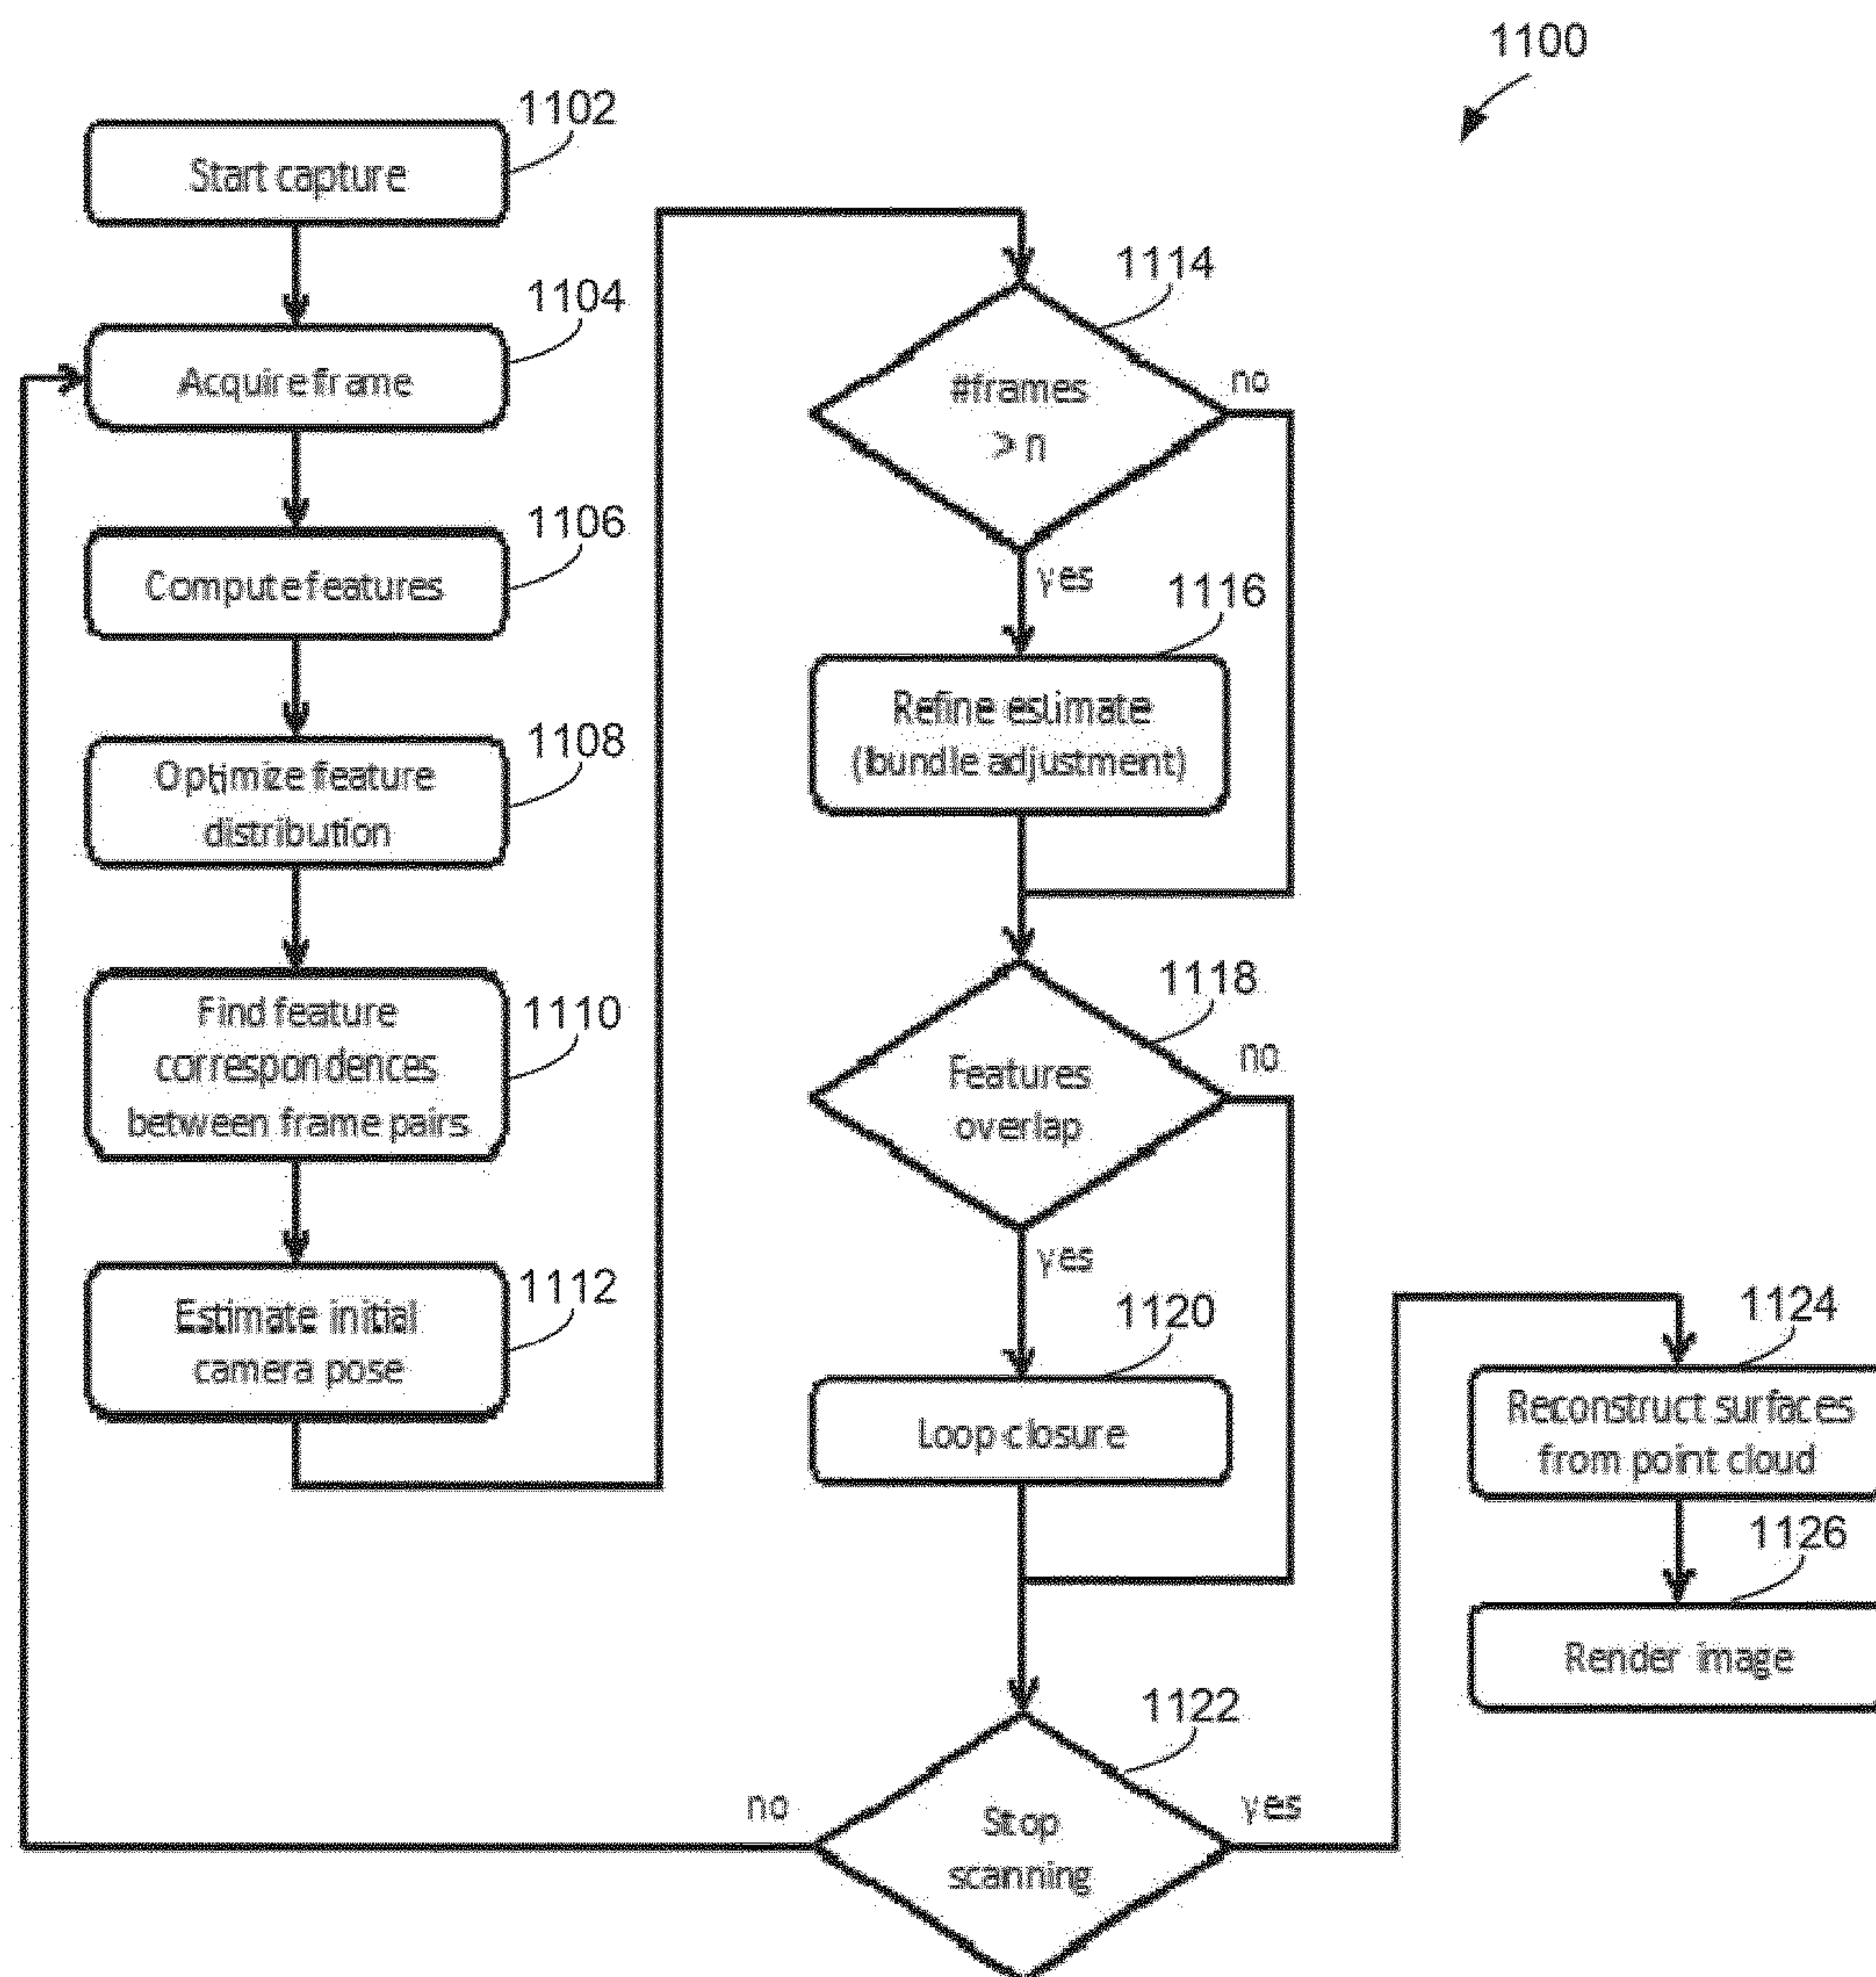 1100
1102
Start capture
1104
Acquire frame
1106
Compute features
1108
Optimize feature
distribution
1110
Find feature
correspondences
between frame pairs
1112
Estimate initial
camera pose
1114
#frames
> n
no
yes
1116
Refine estimate
(bundle adjustment)
1118
Features
overlap
no
yes
1120
Loop closure
1122
Stop
scanning
no
yes
1124
Reconstruct surfaces
from point cloud
1126
Render image